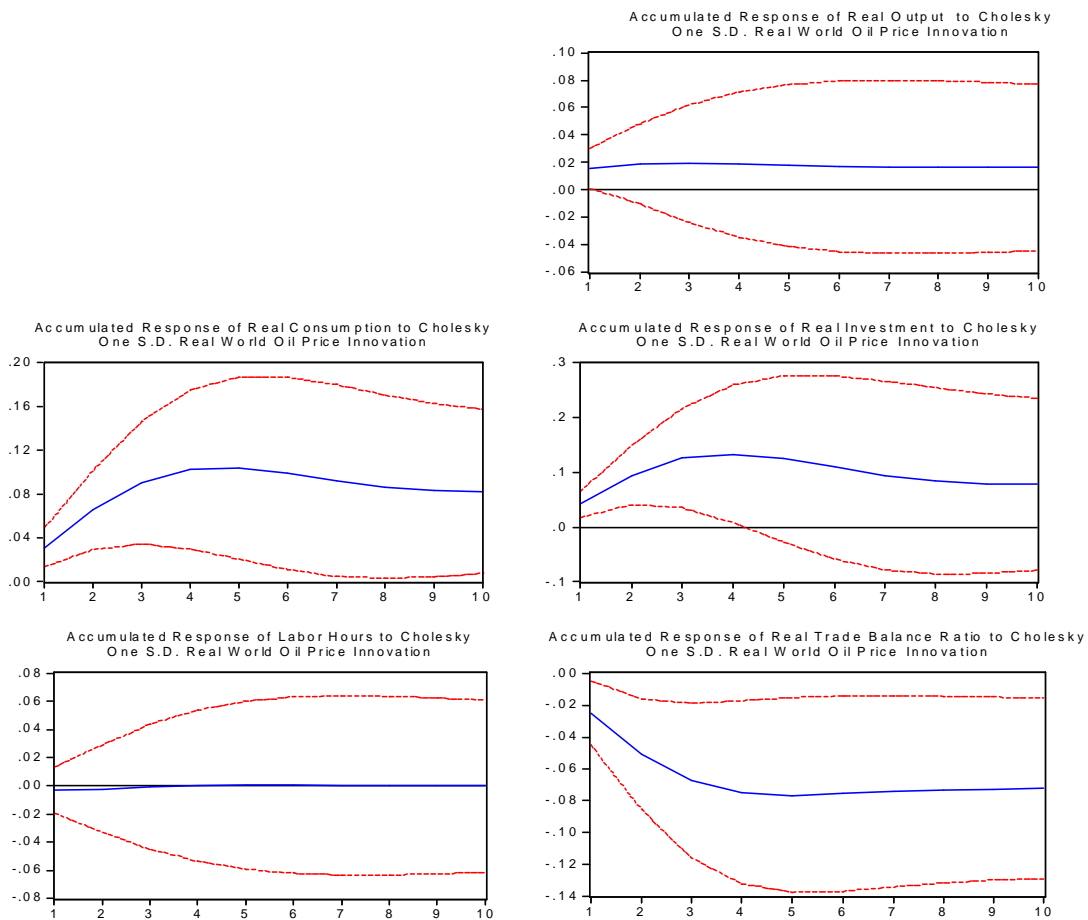 Accumulated Response of Real Output to Cholesky
One S.D. Real World Oil Price Innovation
.10
.08
.06
.04
.02
.00
-.02
-.04
-.06
1 2 3 4 5 6 7 8 9 10
Accumulated Response of Real Consumption to Cholesky
One S.D. Real World Oil Price Innovation
.20
.16
.12
.08
.04
.00
1 2 3 4 5 6 7 8 9 10
Accumulated Response of Real Investment to Cholesky
One S.D. Real World Oil Price Innovation
.3
.2
.1
.0
-.1
1 2 3 4 5 6 7 8 9 10
Accumulated Response of Labor Hours to Cholesky
One S.D. Real World Oil Price Innovation
.08
.06
.04
.02
.00
-.02
-.04
-.06
-.08
1 2 3 4 5 6 7 8 9 10
Accumulated Response of Real Trade Balance Ratio to Cholesky
One S.D. Real World Oil Price Innovation
.00
-.02
-.04
-.06
-.08
-.10
-.12
-.14
1 2 3 4 5 6 7 8 9 10